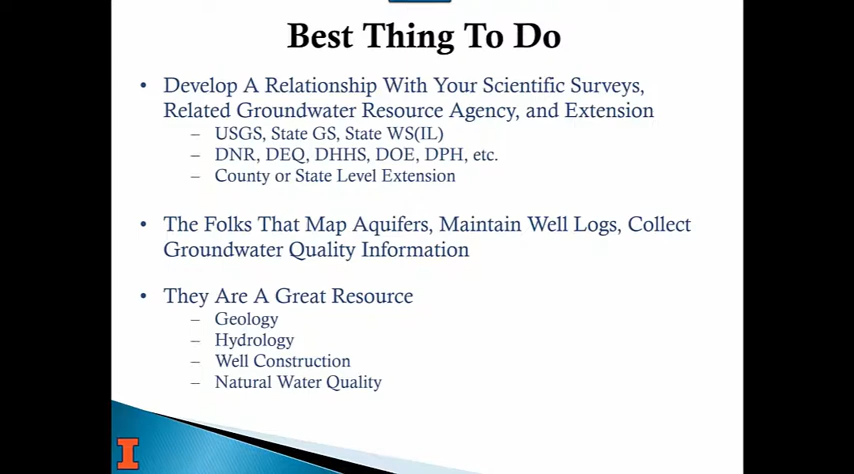 Best Thing To Do
• Develop A Relationship With Your Scientific Surveys,
Related Groundwater Resource Agency, and Extension
– USGS, State GS, State WS(IL)
– DNR, DEQ, DHHS, DOE, DPH, etc.
– County or State Level Extension
• The Folks That Map Aquifers, Maintain Well Logs, Collect
Groundwater Quality Information
• They Are A Great Resource
– Geology
– Hydrology
– Well Construction
– Natural Water Quality
I